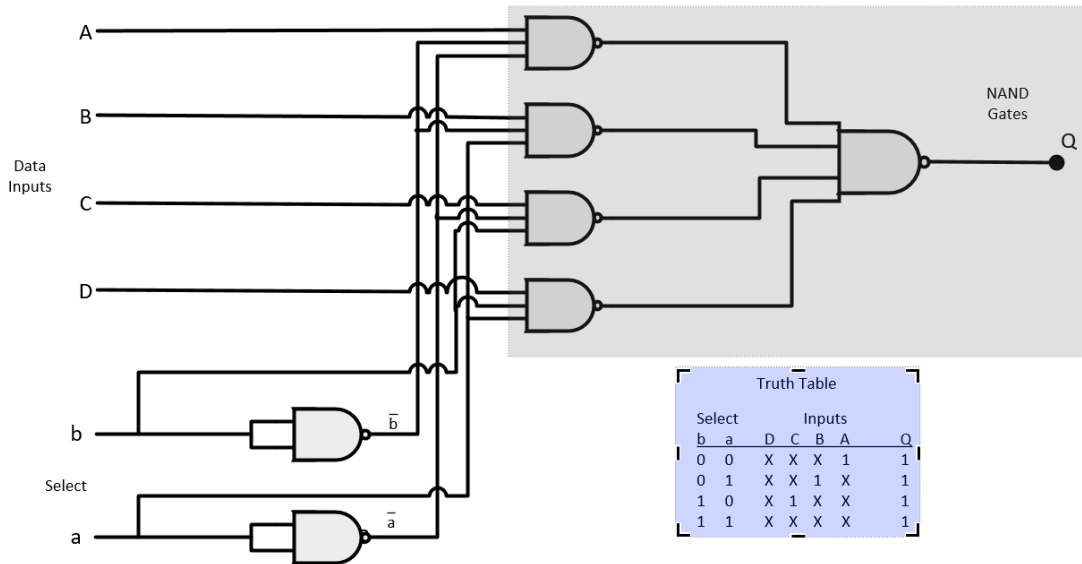 A
B
Data
Inputs
C
D
b
b̅
Select
a
a̅
NAND
Gates
Q
Truth Table
Select Inputs
b a D C B A Q
0 0 X X X 1 1
0 1 X X 1 X 1
1 0 X 1 X X 1
1 1 X X X X 1